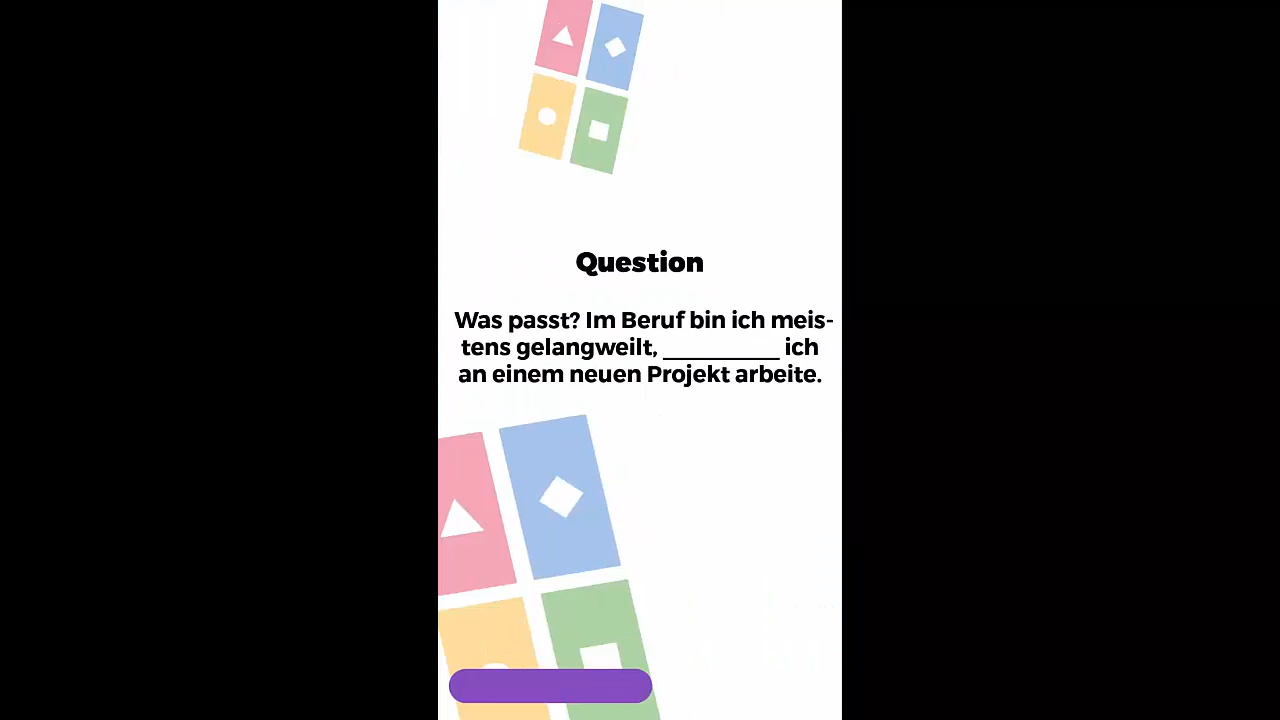 Question
Was passt? Im Beruf bin ich meis-
tens gelangweilt, __________ ich
an einem neuen Projekt arbeite.